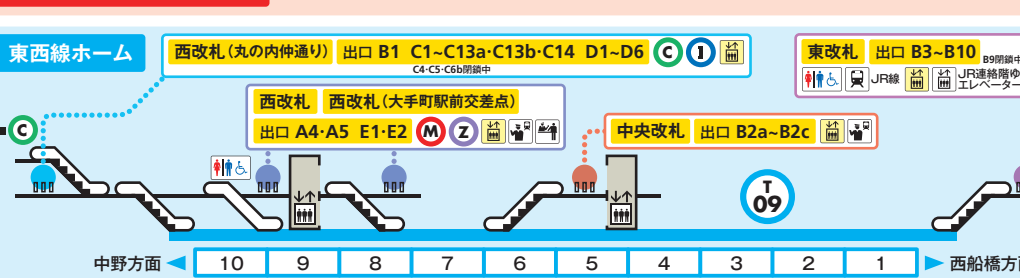 東西線ホーム
西改札(丸の内仲通り) 出口 B1 C1~C13a･C13b･C14 D1~D6 C I
C4･C5･C6b閉鎖中
東改札 出口 B3~B10 B9閉鎖中
JR線 JR連絡階ゆ
エレベーター
西改札 西改札(大手町駅前交差点)
出口 A4･A5 E1･E2 M Z
中央改札 出口 B2a~B2c
C
T
09
中野方面 10 9 8 7 6 5 4 3 2 1 西船橋方面